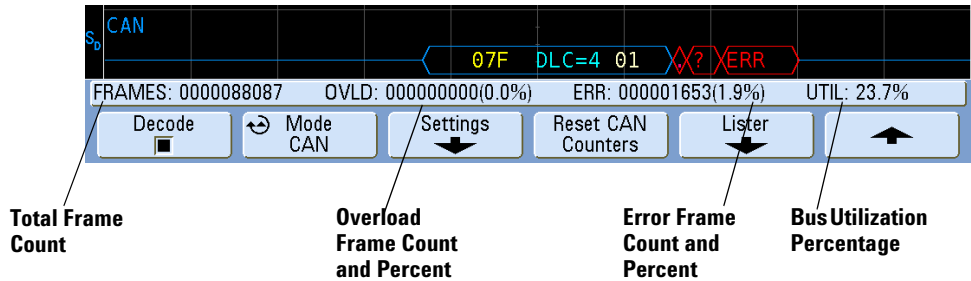 CAN
SD
07F DLC=4 01 ? ERR
FRAMES: 0000088087 OVLD: 000000000(0.0%) ERR: 000001653(1.9%) UTIL: 23.7%
Decode
Mode
CAN
Settings
Reset CAN
Counters
Lister
Total Frame
Count
Overload
Frame Count
and Percent
Error Frame
Count and
Percent
Bus Utilization
Percentage